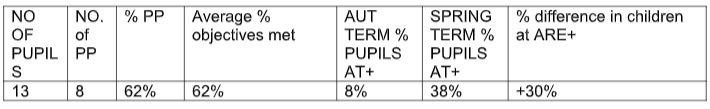 NO OF PUPILS
NO. of PP
% PP
Average % objectives met
AUT TERM % PUPILS AT+
SPRING TERM % PUPILS AT+
% difference in children at ARE+
13 8 62% 62% 8% 38% +30%